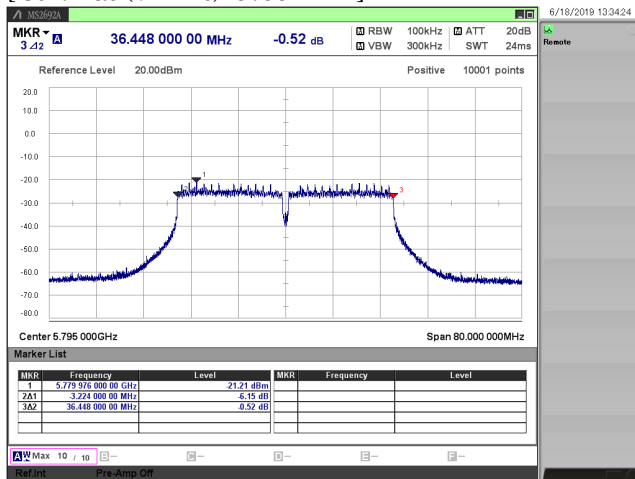 MS2692A
6/18/2019 13:34:24
MKR
3 Δ2
36.448 000 00 MHz
-0.52 dB
RBW 100kHz
ATT 20dB
VBW 300kHz
SWT 24ms
Remote
Reference Level 20.00dBm
Positive 10001 points
20.0
10.0
0.0
-10.0
-20.0
-30.0
-40.0
-50.0
-60.0
-70.0
-80.0
1
2
3
Center 5.795 000GHz
Span 80.000 000MHz
Marker List
MKR Frequency Level MKR Frequency Level
1 5.779 976 000 00 GHz -21.21 dBm
2Δ1 -3.224 000 00 MHz -6.15 dB
3Δ2 36.448 000 00 MHz -0.52 dB
A W Max 10 / 10 B -- C -- D -- E -- F --
Ref.Int Pre-Amp Off